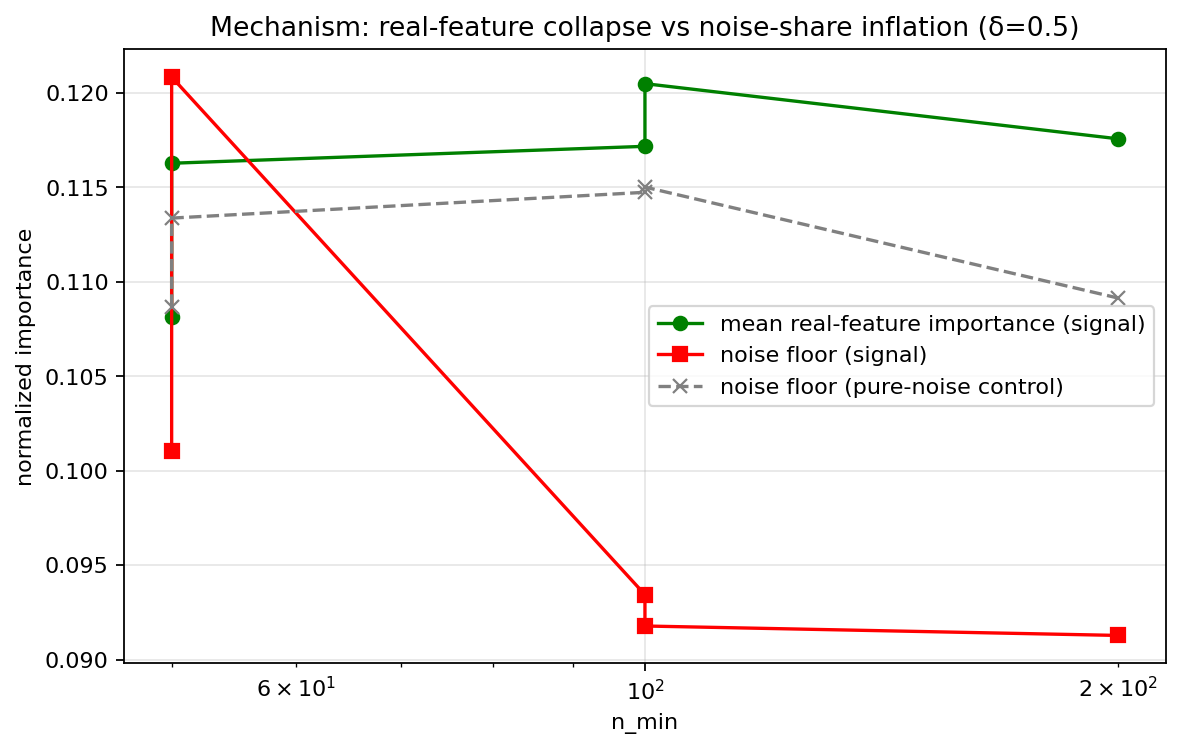 Mechanism: real-feature collapse vs noise-share inflation (δ=0.5)
normalized importance
0.120
0.115
0.110
0.105
0.100
0.095
0.090
mean real-feature importance (signal)
noise floor (signal)
noise floor (pure-noise control)
6 × 10¹
10²
2 × 10²
n_min